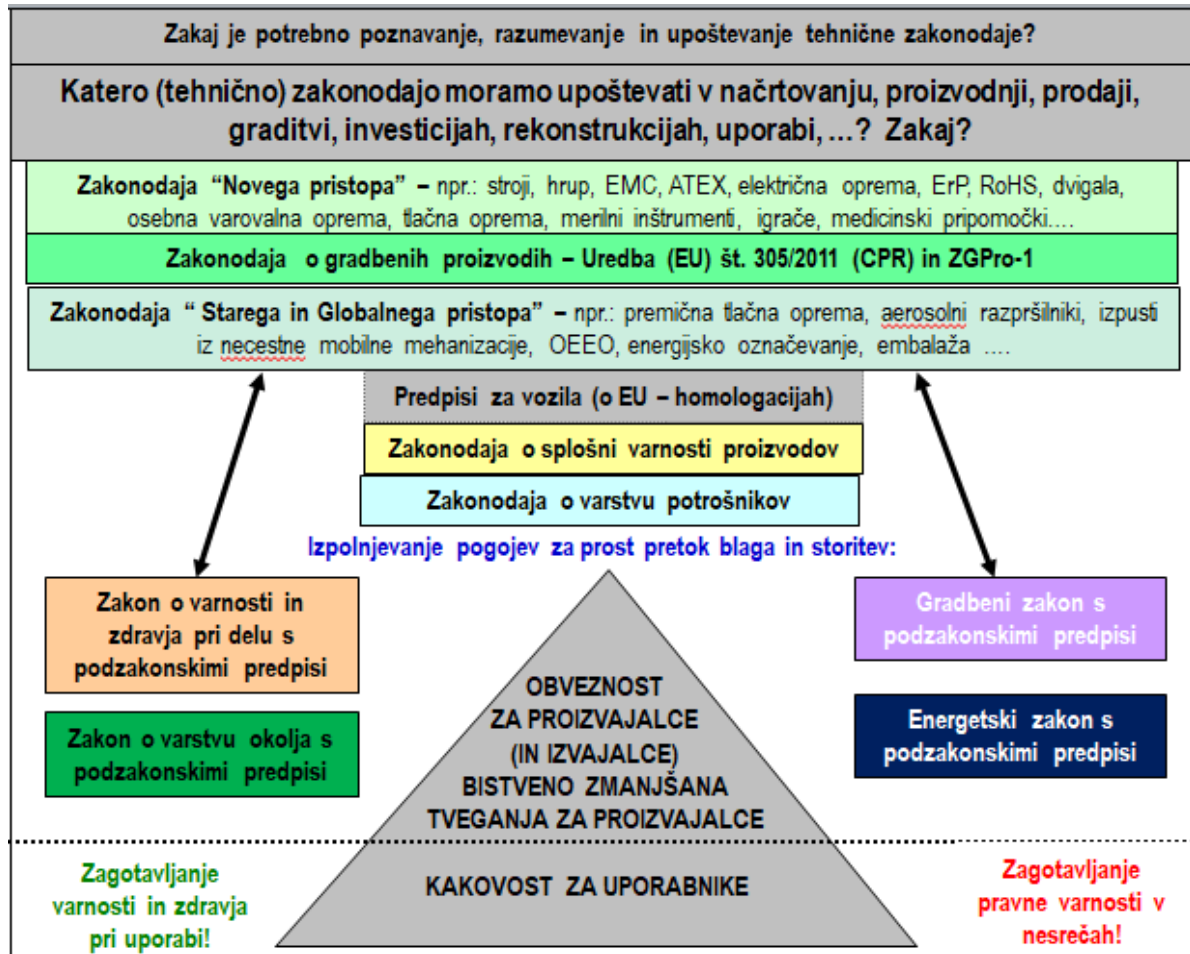 Zakaj je potrebno poznavanje, razumevanje in upoštevanje tehnične zakonodaje?
Katero (tehnično) zakonodajo moramo upoštevati v načrtovanju, proizvodnji, prodaji,
graditvi, investicijah, rekonstrukcijah, uporabi, …? Zakaj?
Zakonodaja “Novega pristopa” – npr.: stroji, hrup, EMC, ATEX, električna oprema, ErP, RoHS, dvigala,
osebna varovalna oprema, tlačna oprema, merilni inštrumenti, igrače, medicinski pripomočki….
Zakonodaja o gradbenih proizvodih – Uredba (EU) št. 305/2011 (CPR) in ZGPro-1
Zakonodaja “ Starega in Globalnega pristopa” – npr.: premična tlačna oprema, aerosolni razpršilniki, izpusti
iz necestne mobilne mehanizacije, OEEO, energijsko označevanje, embalaža ….
Predpisi za vozila (o EU – homologacijah)
Zakonodaja o splošni varnosti proizvodov
Zakonodaja o varstvu potrošnikov
Izpolnjevanje pogojev za prost pretok blaga in storitev:
Zakon o varnosti in
zdravja pri delu s
podzakonskimi predpisi
Zakon o varstvu okolja s
podzakonskimi predpisi
OBVEZNOST
ZA PROIZVAJALCE
(IN IZVAJALCE)
BISTVENO ZMANJŠANA
TVEGANJA ZA PROIZVAJALCE
KAKOVOST ZA UPORABNIKE
Gradbeni zakon s
podzakonskimi predpisi
Energetski zakon s
podzakonskimi predpisi
Zagotavljanje
varnosti in zdravja
pri uporabi!
Zagotavljanje
pravne varnosti v
nesrečah!